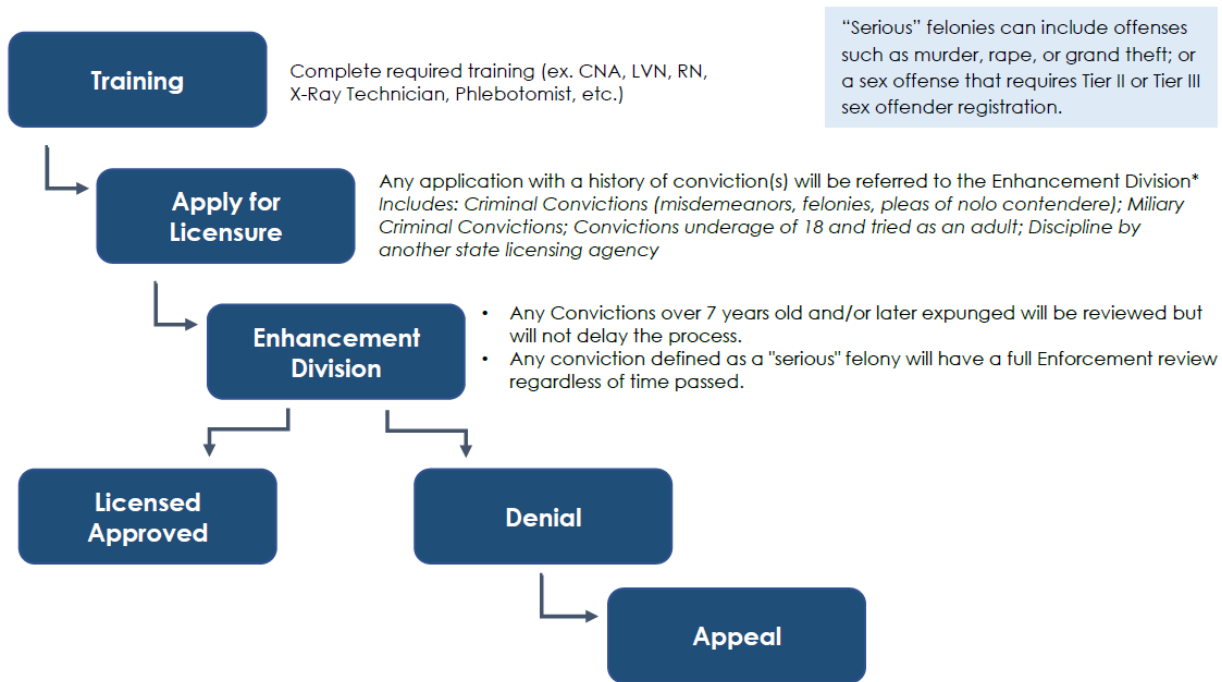 Training
Complete required training (ex. CNA, LVN, RN,
X-Ray Technician, Phlebotomist, etc.)
“Serious” felonies can include offenses
such as murder, rape, or grand theft; or
a sex offense that requires Tier II or Tier III
sex offender registration.
Apply for
Licensure
Any application with a history of conviction(s) will be referred to the Enhancement Division*
Includes: Criminal Convictions (misdemeanors, felonies, pleas of nolo contendere); Miliary
Criminal Convictions; Convictions underage of 18 and tried as an adult; Discipline by
another state licensing agency
Enhancement
Division
• Any Convictions over 7 years old and/or later expunged will be reviewed but
will not delay the process.
• Any conviction defined as a "serious" felony will have a full Enforcement review
regardless of time passed.
Licensed
Approved
Denial
Appeal